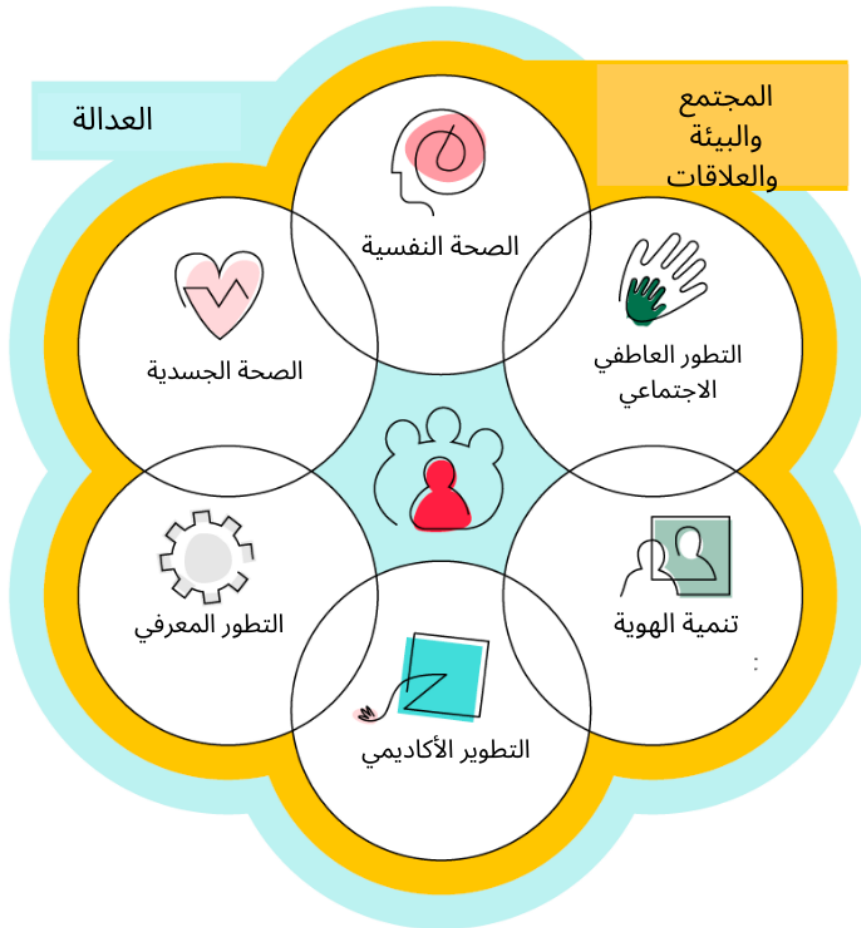 المجتمع
والبيئة
والعلاقات
العدالة
الصحة النفسية
التطور العاطفي
الاجتماعي
الصحة الجسدية
تنمية الهوية
:
التطور المعرفي
التطوير الأكاديمي